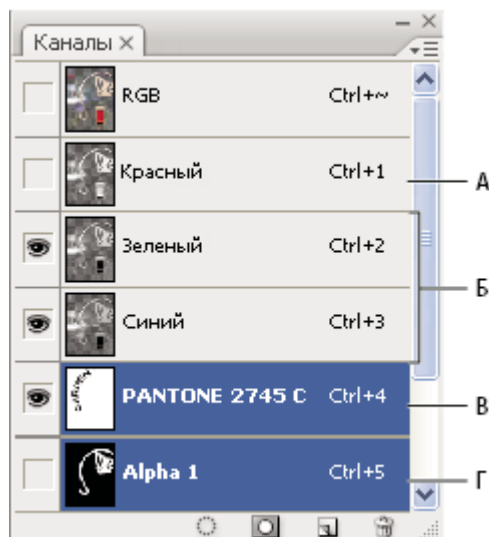 Каналы ×
RGB Ctrl+~
Красный Ctrl+1
А
Зеленый Ctrl+2
Б
Синий Ctrl+3
PANTONE 2745 C Ctrl+4
В
Alpha 1 Ctrl+5
Г